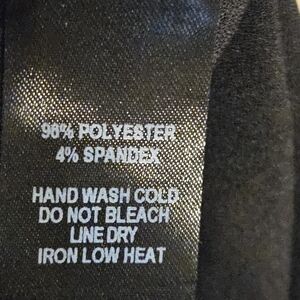 96% POLYESTER
4% SPANDEX
HAND WASH COLD
DO NOT BLEACH
LINE DRY
IRON LOW HEAT